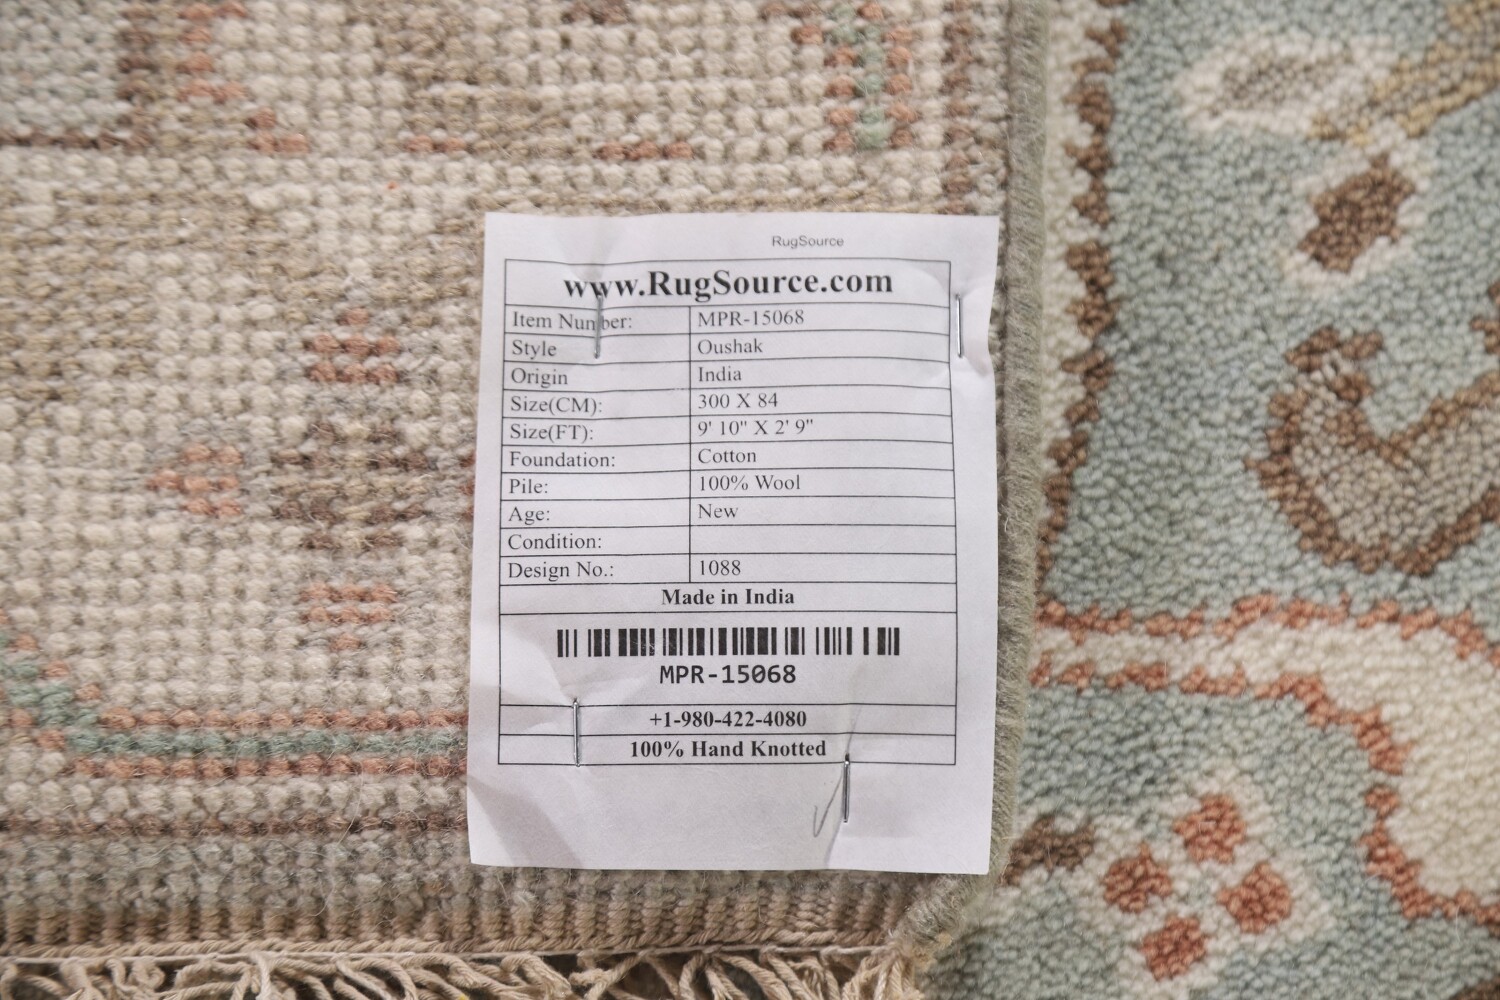 RugSource
www.RugSource.com
Item Number: MPR-15068
Style Oushak
Origin India
Size(CM): 300 X 84
Size(FT): 9' 10" X 2' 9"
Foundation: Cotton
Pile: 100% Wool
Age: New
Condition:
Design No.: 1088
Made in India
MPR-15068
+1-980-422-4080
100% Hand Knotted